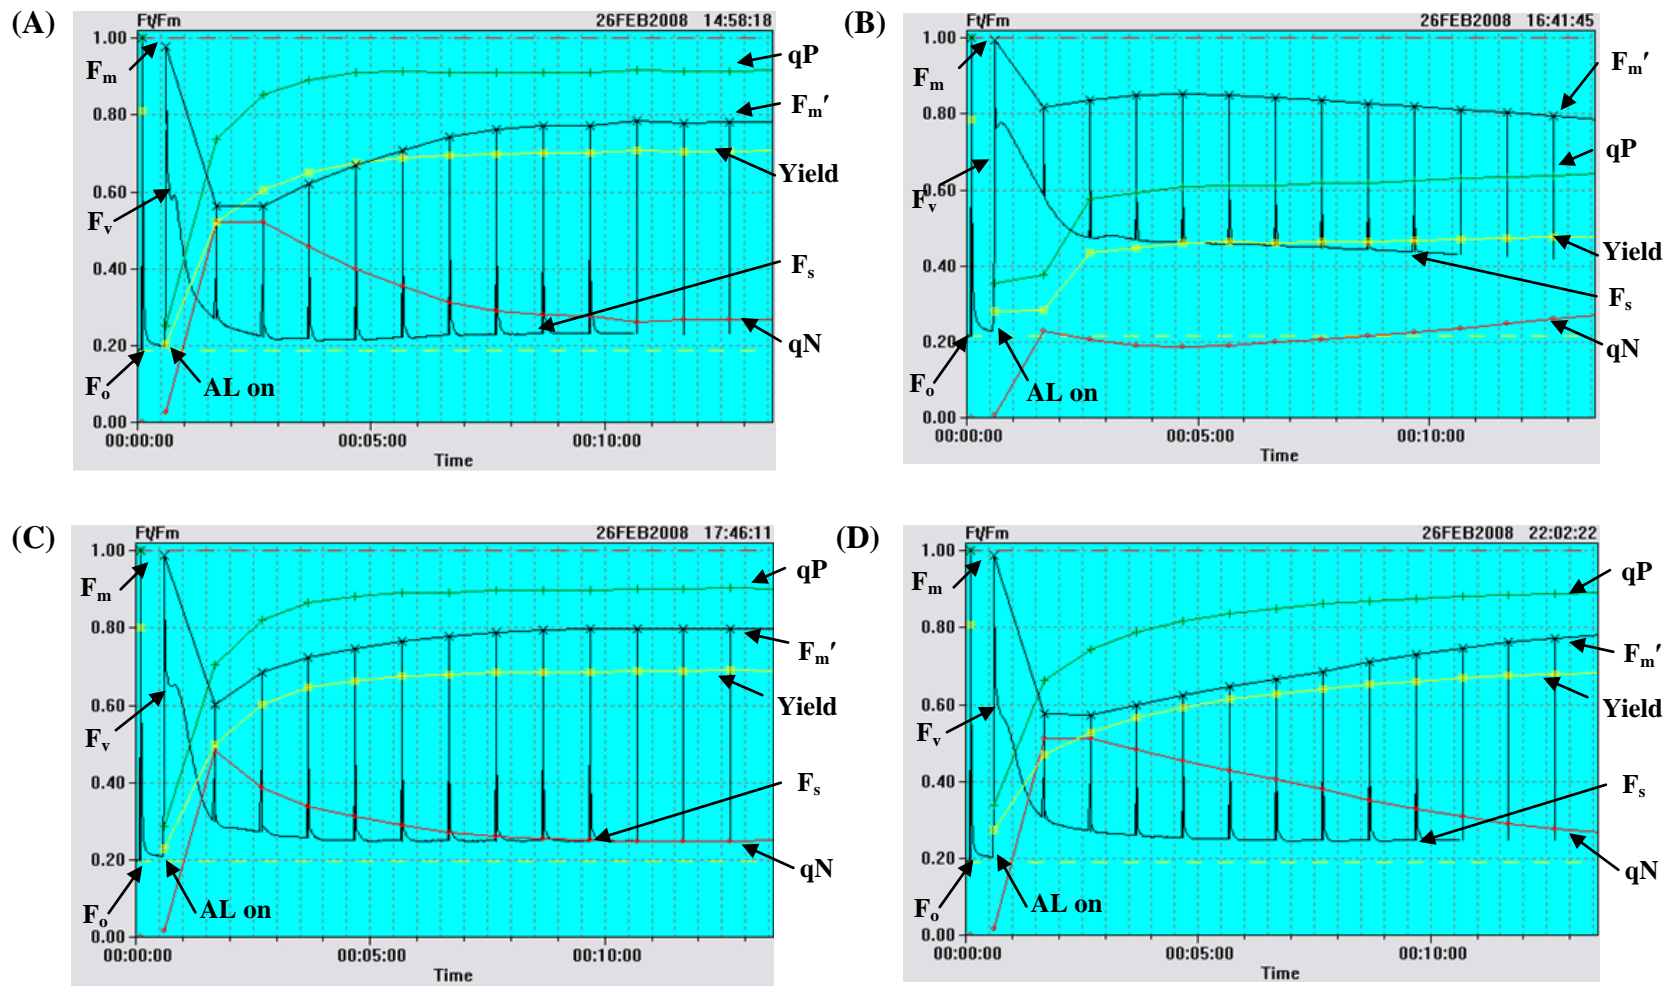 (A)
Ft/Fm 26FEB2008 14:58:18
1.00
0.80
0.60
0.40
0.20
0.00
00:00:00 00:05:00 00:10:00
Time
Fm
Fv
Fo
AL on
qP
Fm′
Yield
Fs
qN
(B)
Ft/Fm 26FEB2008 16:41:45
1.00
0.80
0.60
0.40
0.20
0.00
00:00:00 00:05:00 00:10:00
Time
Fm
Fv
Fo
AL on
Fm′
qP
Yield
Fs
qN
(C)
Ft/Fm 26FEB2008 17:46:11
1.00
0.80
0.60
0.40
0.20
0.00
00:00:00 00:05:00 00:10:00
Time
Fm
Fv
Fo
AL on
qP
Fm′
Yield
Fs
qN
(D)
Ft/Fm 26FEB2008 22:02:22
1.00
0.80
0.60
0.40
0.20
0.00
00:00:00 00:05:00 00:10:00
Time
Fm
Fv
Fo
AL on
qP
Fm′
Yield
Fs
qN